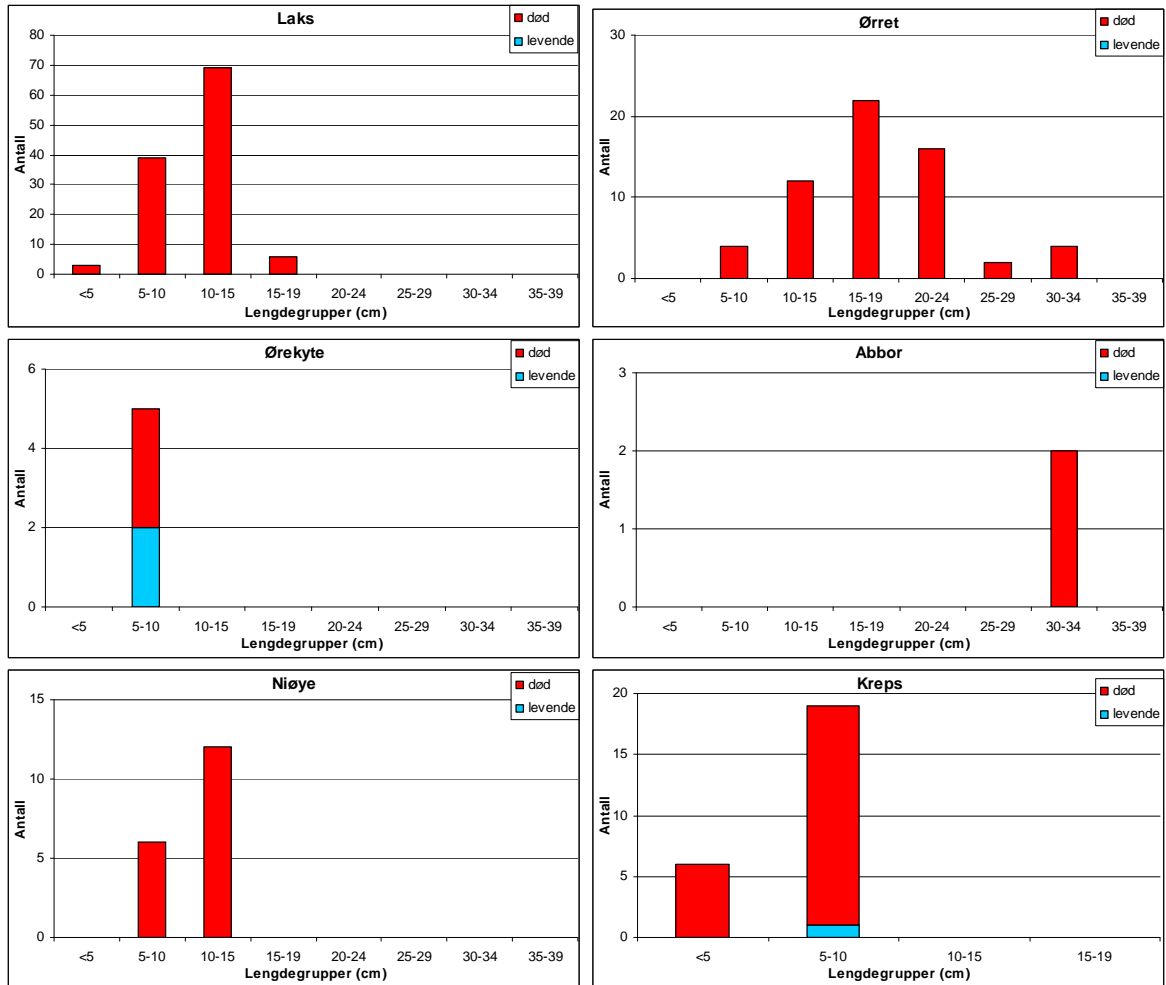 Laks
død
levende
80
70
60
50
40
30
20
10
0
Antall
<5 5-10 10-15 15-19 20-24 25-29 30-34 35-39
Lengdegrupper (cm)
Ørret
død
levende
30
20
10
0
Antall
<5 5-10 10-15 15-19 20-24 25-29 30-34 35-39
Lengdegrupper (cm)
Ørekyte
død
levende
6
4
2
0
Antall
<5 5-10 10-15 15-19 20-24 25-29 30-34 35-39
Lengdegrupper (cm)
Abbor
død
levende
3
2
1
0
Antall
<5 5-10 10-15 15-19 20-24 25-29 30-34 35-39
Lengdegrupper (cm)
Niøye
død
levende
15
10
5
0
Antall
<5 5-10 10-15 15-19 20-24 25-29 30-34 35-39
Lengdegrupper (cm)
Kreps
død
levende
20
15
10
5
0
Antall
<5 5-10 10-15 15-19
Lengdegrupper (cm)